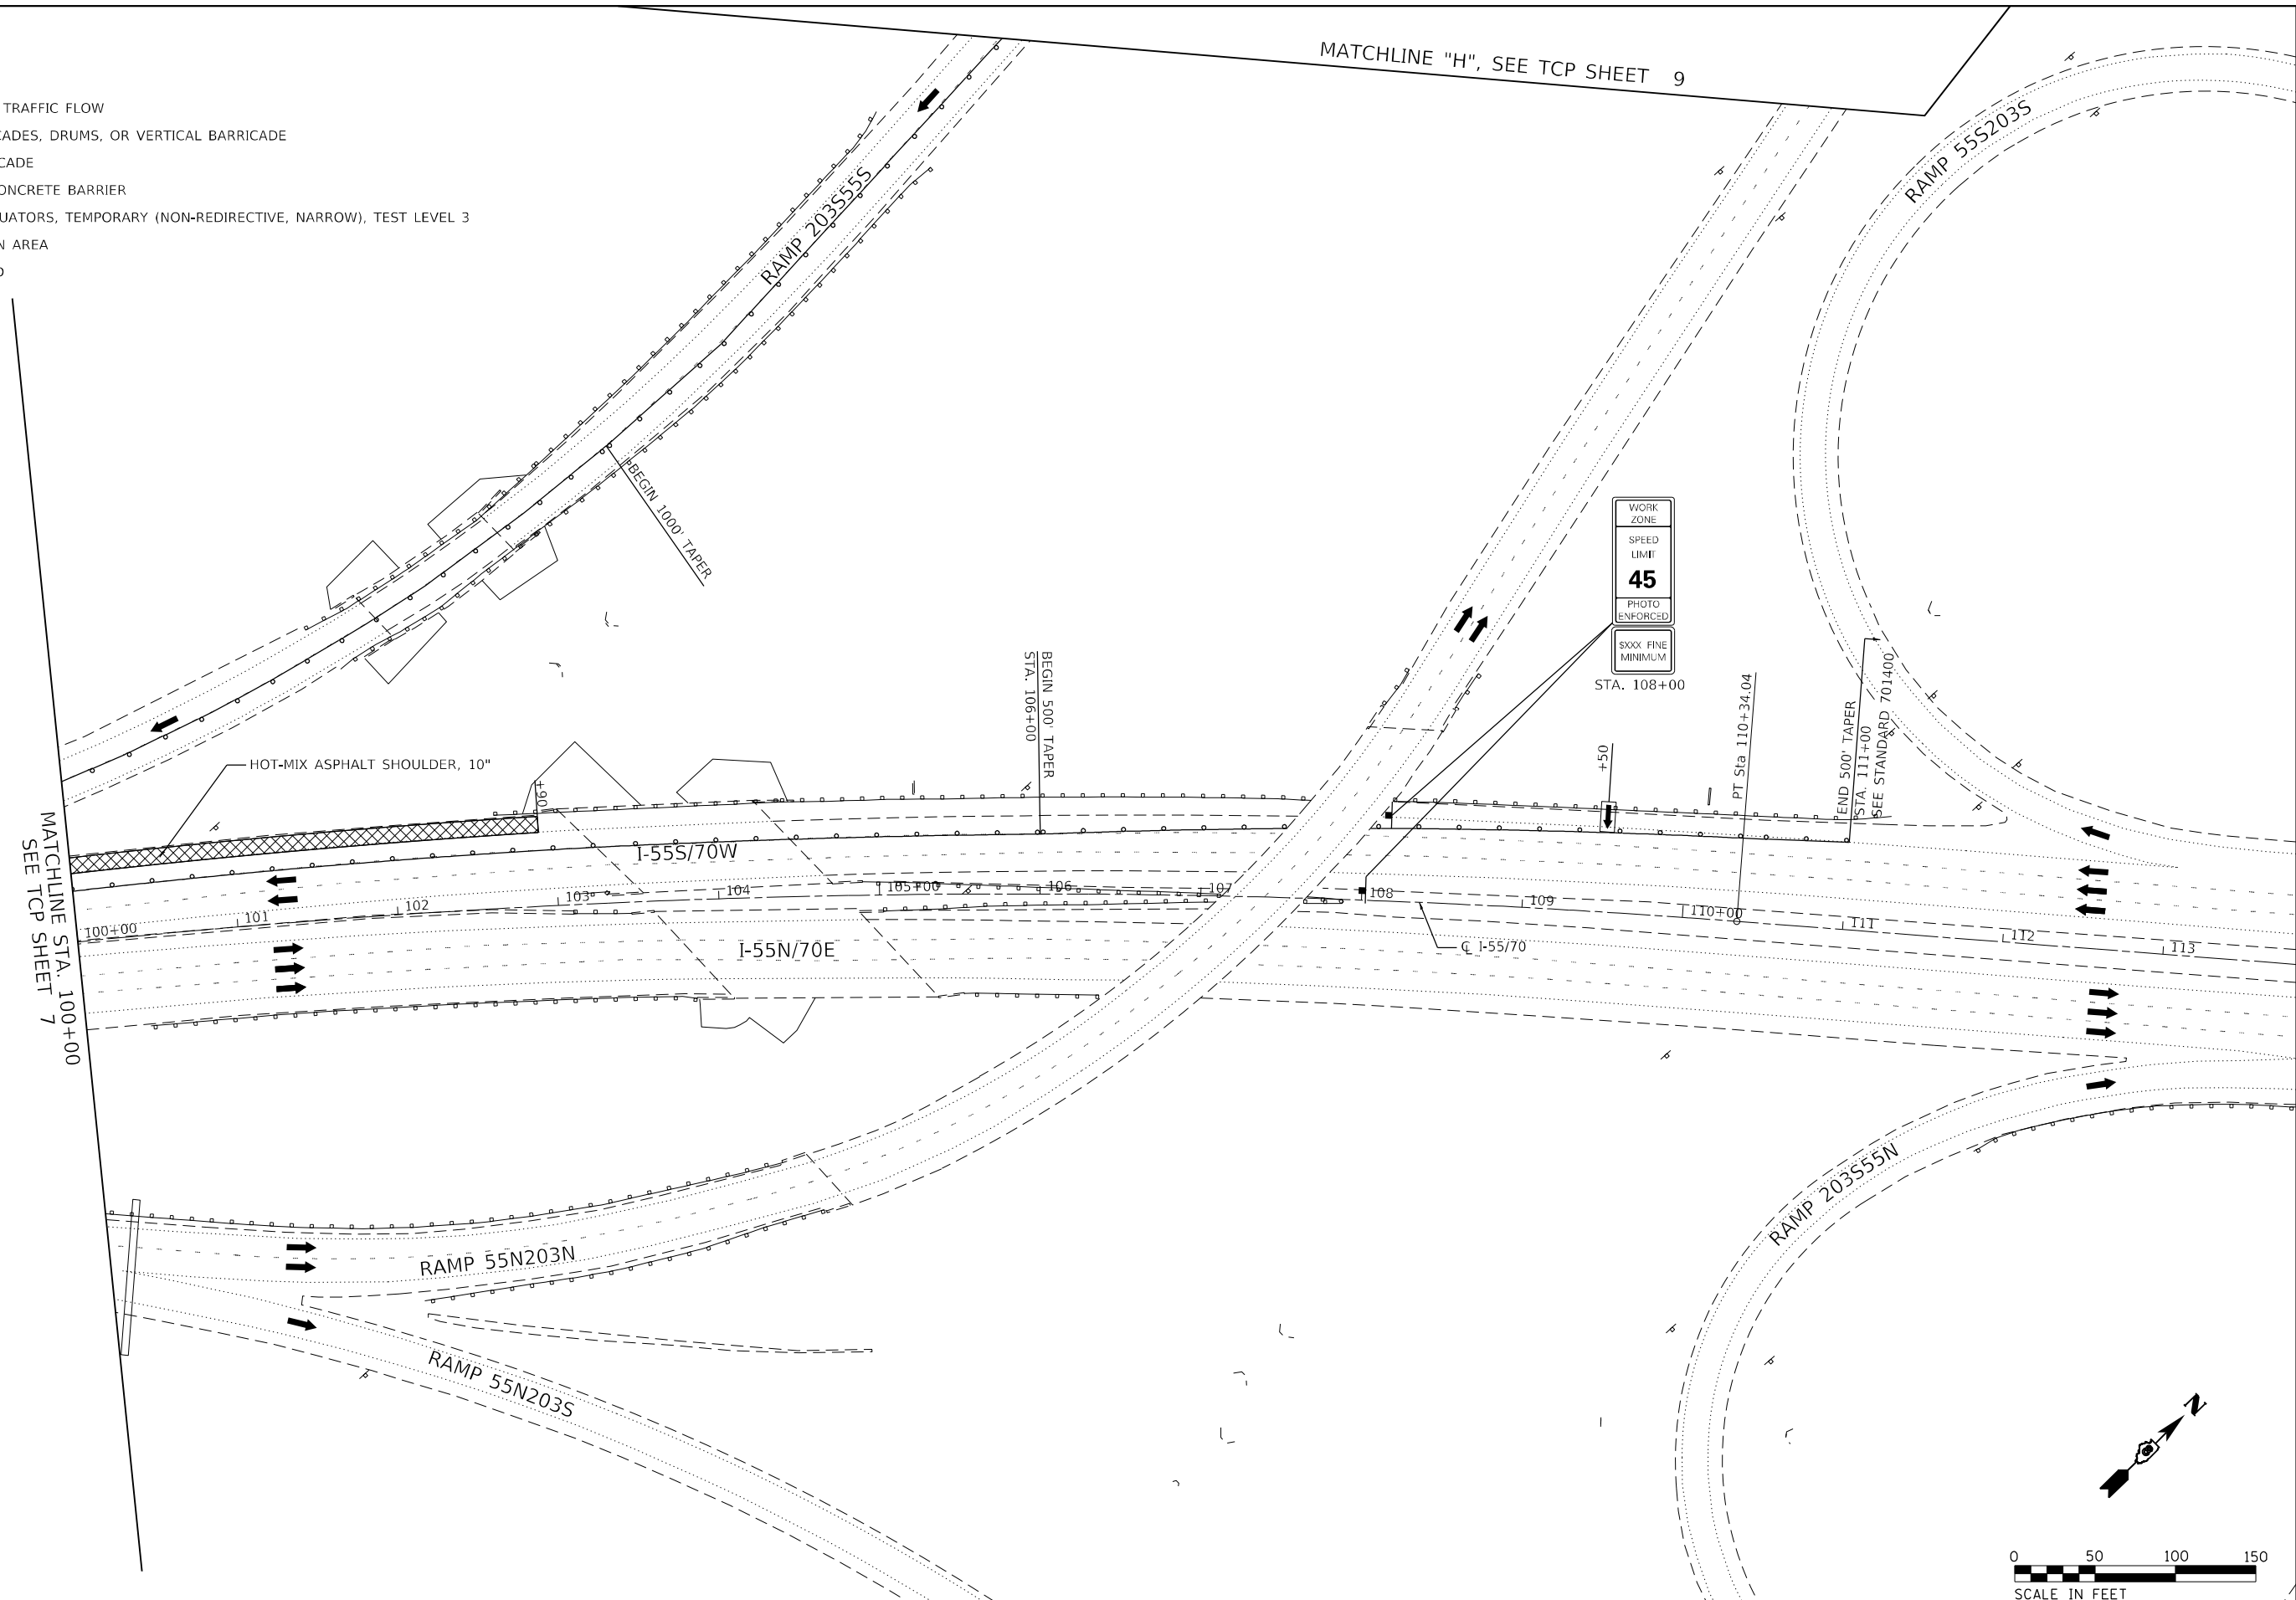 MATCHLINE "H", SEE TCP SHEET 9
TRAFFIC FLOW
CADES, DRUMS, OR VERTICAL BARRICADE
CADE
ONCRETE BARRIER
UATORS, TEMPORARY (NON-REDIRECTIVE, NARROW), TEST LEVEL 3
N AREA
D
RAMP 203S55S
RAMP 55S203S
BEGIN 1000' TAPER
WORK
ZONE
SPEED
LIMIT
45
PHOTO
ENFORCED
$XXX FINE
MINIMUM
STA. 108+00
BEGIN 500' TAPER
STA. 106+00
+50
PT Sta 110+34.04
END 500' TAPER
STA. 111+00
SEE STANDARD 701400
HOT-MIX ASPHALT SHOULDER, 10"
+90
MATCHLINE STA. 100+00
SEE TCP SHEET 7
I-55S/70W
100+00
101
102
103
104
105+00
106
107
108
109
110+00
111
112
113
I-55N/70E
℄ I-55/70
RAMP 203S55N
RAMP 55N203N
RAMP 55N203S
N
0 50 100 150
SCALE IN FEET